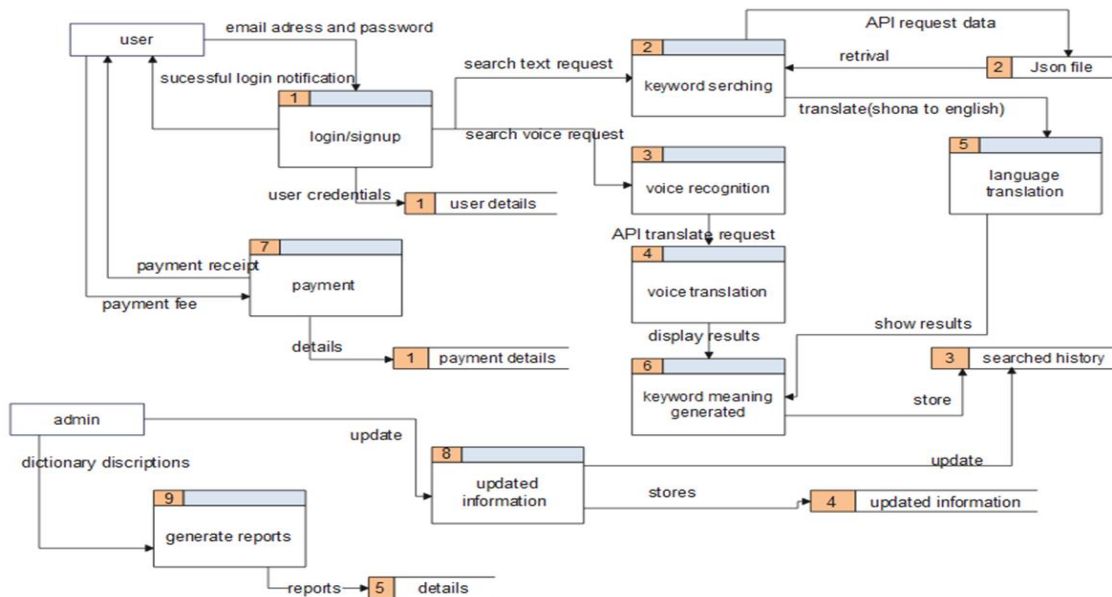 email adress and password
API request data
user
2
sucessful login notification
search text request
keyword serching
retrival
2 Json file
1
login/signup
search voice request
translate(shona to english)
3
5
voice recognition
language
translation
user credentials
1 user details
API translate request
7
4
payment receipt
payment
voice translation
payment fee
display results
show results
details
1 payment details
6
3 searched history
keyword meaning
generated
store
admin
update
dictionary discriptions
8
update
updated
information
stores
4 updated information
9
generate reports
reports
5 details